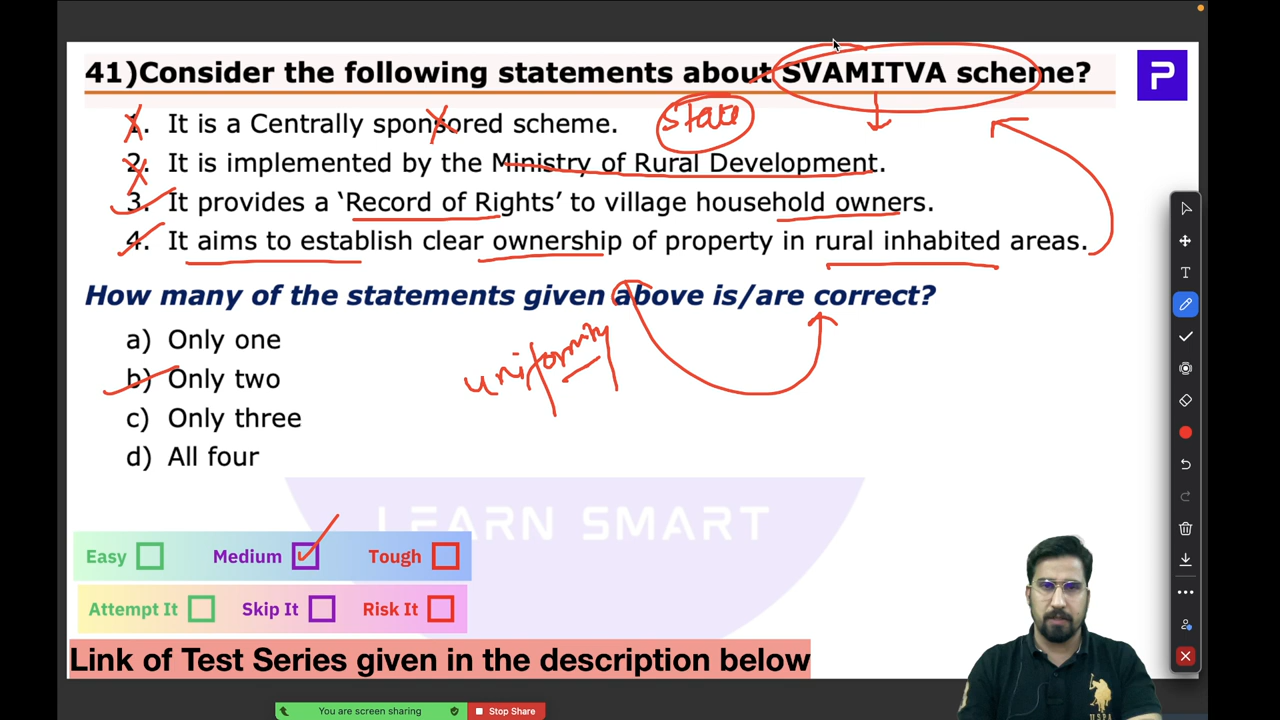 41)Consider the following statements about SVAMITVA scheme?
1. It is a Centrally sponsored scheme.
state
2. It is implemented by the Ministry of Rural Development.
3. It provides a ‘Record of Rights’ to village household owners.
4. It aims to establish clear ownership of property in rural inhabited areas.
How many of the statements given above is/are correct?
a) Only one
b) Only two
uniformity
c) Only three
d) All four
LEARN SMART
Easy Medium Tough
Attempt It Skip It Risk It
Link of Test Series given in the description below
You are screen sharing Stop Share